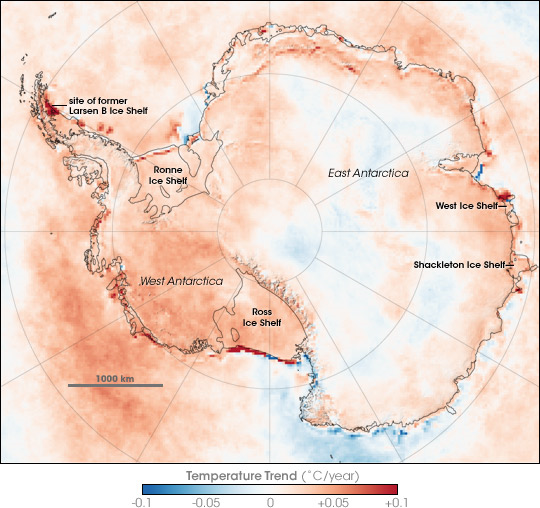 site of former
Larsen B Ice Shelf
Ronne
Ice Shelf
East Antarctica
West Ice Shelf
Shackleton Ice Shelf
West Antarctica
Ross
Ice Shelf
1000 km
Temperature Trend (°C/year)
-0.1 -0.05 0 +0.05 +0.1